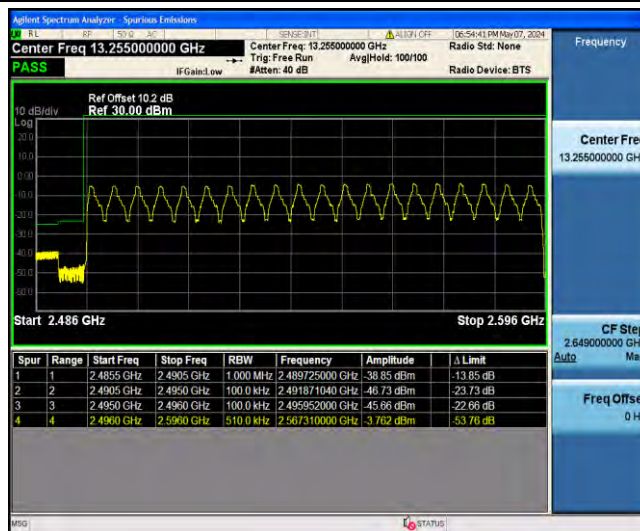 Agilent Spectrum Analyzer - Spurious Emissions
RL RF 50 Ω AC SENSE:INT ALIGN OFF 06:54:41 PM May 07, 2024
Center Freq 13.255000000 GHz Center Freq: 13.255000000 GHz Radio Std: None Frequency
Trig: Free Run Avg|Hold: 100/100
PASS IFGain:Low #Atten: 40 dB Radio Device: BTS
Ref Offset 10.2 dB
10 dB/div Ref 30.00 dBm
Log
20.0
10.0
0.00
-10.0
-20.0
-30.0
-40.0
-50.0
-60.0
Start 2.486 GHz Stop 2.596 GHz
Center Fre
13.255000000 GH
CF Step
2.649000000 GH
Auto Ma
Freq Offse
0 H
Spur Range Start Freq Stop Freq RBW Frequency Amplitude Δ Limit
1 1 2.4855 GHz 2.4905 GHz 1.000 MHz 2.489725000 GHz -38.85 dBm -13.85 dB
2 2 2.4905 GHz 2.4950 GHz 100.0 kHz 2.491871040 GHz -46.73 dBm -23.73 dB
3 3 2.4950 GHz 2.4960 GHz 100.0 kHz 2.495952000 GHz -45.66 dBm -22.66 dB
4 4 2.4960 GHz 2.5960 GHz 510.0 kHz 2.567310000 GHz -3.762 dBm -53.76 dB
MSG STATUS